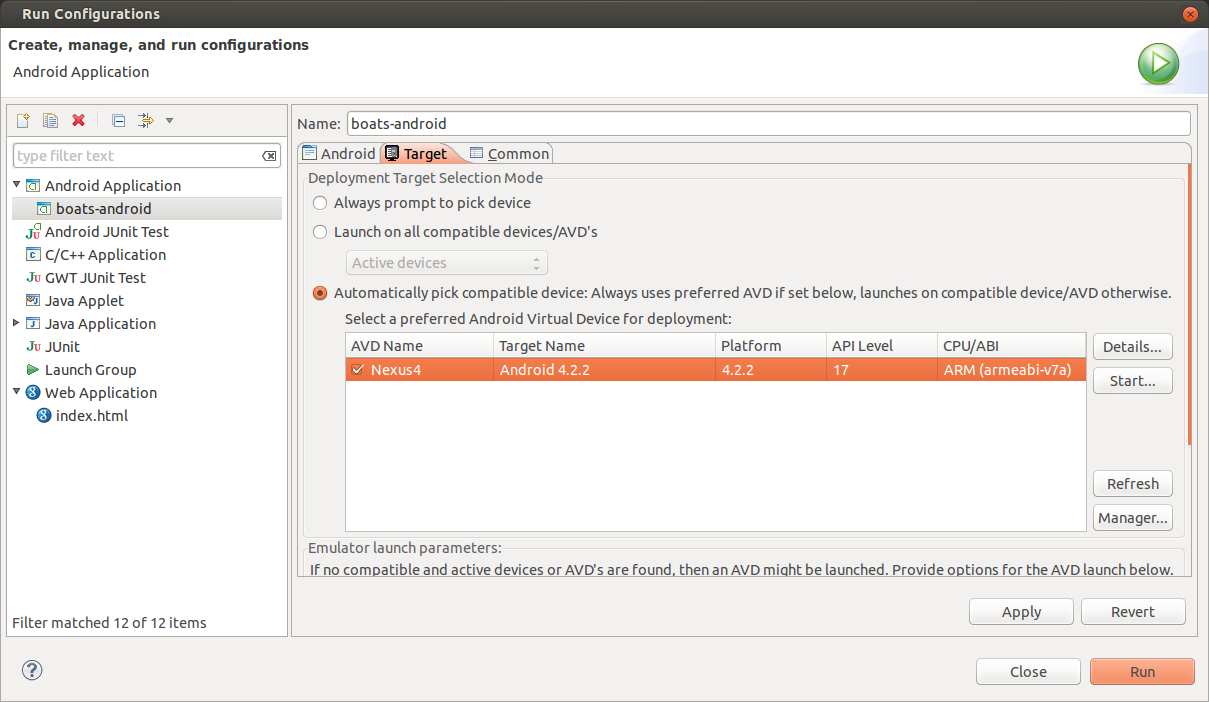 Run Configurations
Create, manage, and run configurations
Android Application
type filter text
Android Application
boats-android
Android JUnit Test
C/C++ Application
GWT JUnit Test
Java Applet
Java Application
JUnit
Launch Group
Web Application
index.html
Filter matched 12 of 12 items
Name: boats-android
Android Target Common
Deployment Target Selection Mode
Always prompt to pick device
Launch on all compatible devices/AVD's
Active devices
Automatically pick compatible device: Always uses preferred AVD if set below, launches on compatible device/AVD otherwise.
Select a preferred Android Virtual Device for deployment:
AVD Name Target Name Platform API Level CPU/ABI
Nexus4 Android 4.2.2 4.2.2 17 ARM (armeabi-v7a)
Details...
Start...
Refresh
Manager...
Emulator launch parameters:
If no compatible and active devices or AVD's are found, then an AVD might be launched. Provide options for the AVD launch below.
Apply Revert
Close Run